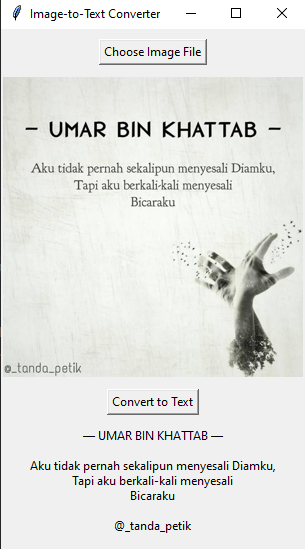 Image-to-Text Converter
Choose Image File
– UMAR BIN KHATTAB –
Aku tidak pernah sekalipun menyesali Diamku,
Tapi aku berkali-kali menyesali
Bicaraku
@_tanda_petik
Convert to Text
— UMAR BIN KHATTAB —
Aku tidak pernah sekalipun menyesali Diamku,
Tapi aku berkali-kali menyesali
Bicaraku
@_tanda_petik